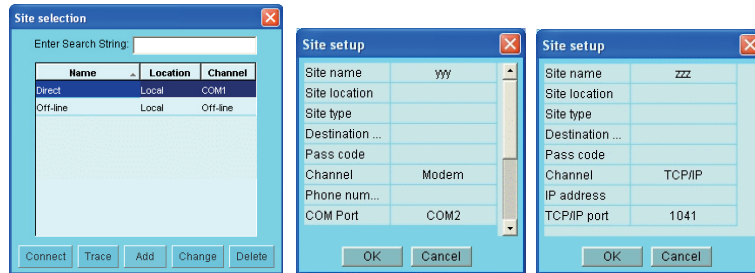 Site selection
Enter Search String:
Name Location Channel
Direct Local COM1
Off-line Local Off-line
Connect Trace Add Change Delete
Site setup
Site name yyy
Site location
Site type
Destination ...
Pass code
Channel Modem
Phone num...
COM Port COM2
OK Cancel
Site setup
Site name zzz
Site location
Site type
Destination ...
Pass code
Channel TCP/IP
IP address
TCP/IP port 1041
OK Cancel